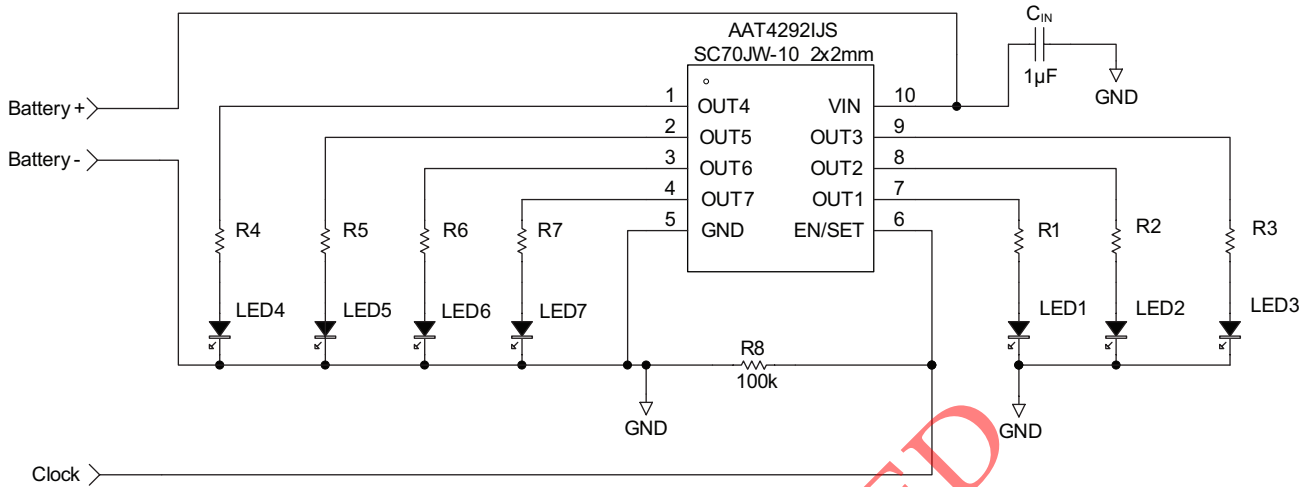 AAT4292IJS
SC70JW-10 2x2mm
C_IN
1µF
GND
Battery +
Battery -
1
2
3
4
5
OUT4
OUT5
OUT6
OUT7
GND
VIN
OUT3
OUT2
OUT1
EN/SET
10
9
8
7
6
R4
R5
R6
R7
R1
R2
R3
LED4
LED5
LED6
LED7
LED1
LED2
LED3
R8
100k
GND
GND
Clock